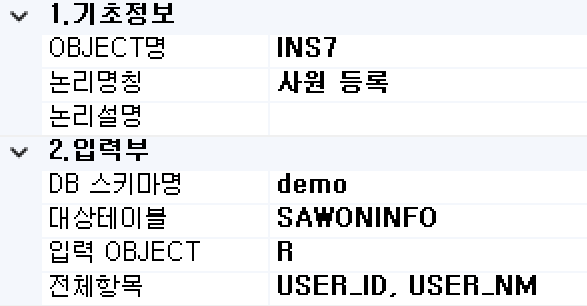 1.기초정보
OBJECT명 INS7
논리명칭 사원 등록
논리설명
2.입력부
DB 스키마명 demo
대상테이블 SAWONINFO
입력 OBJECT R
전체항목 USER_ID, USER_NM